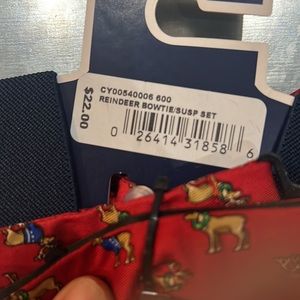 CY00540006 600
REINDEER BOWTIE/SUSP SET
$22.00
0 26414 31858 6